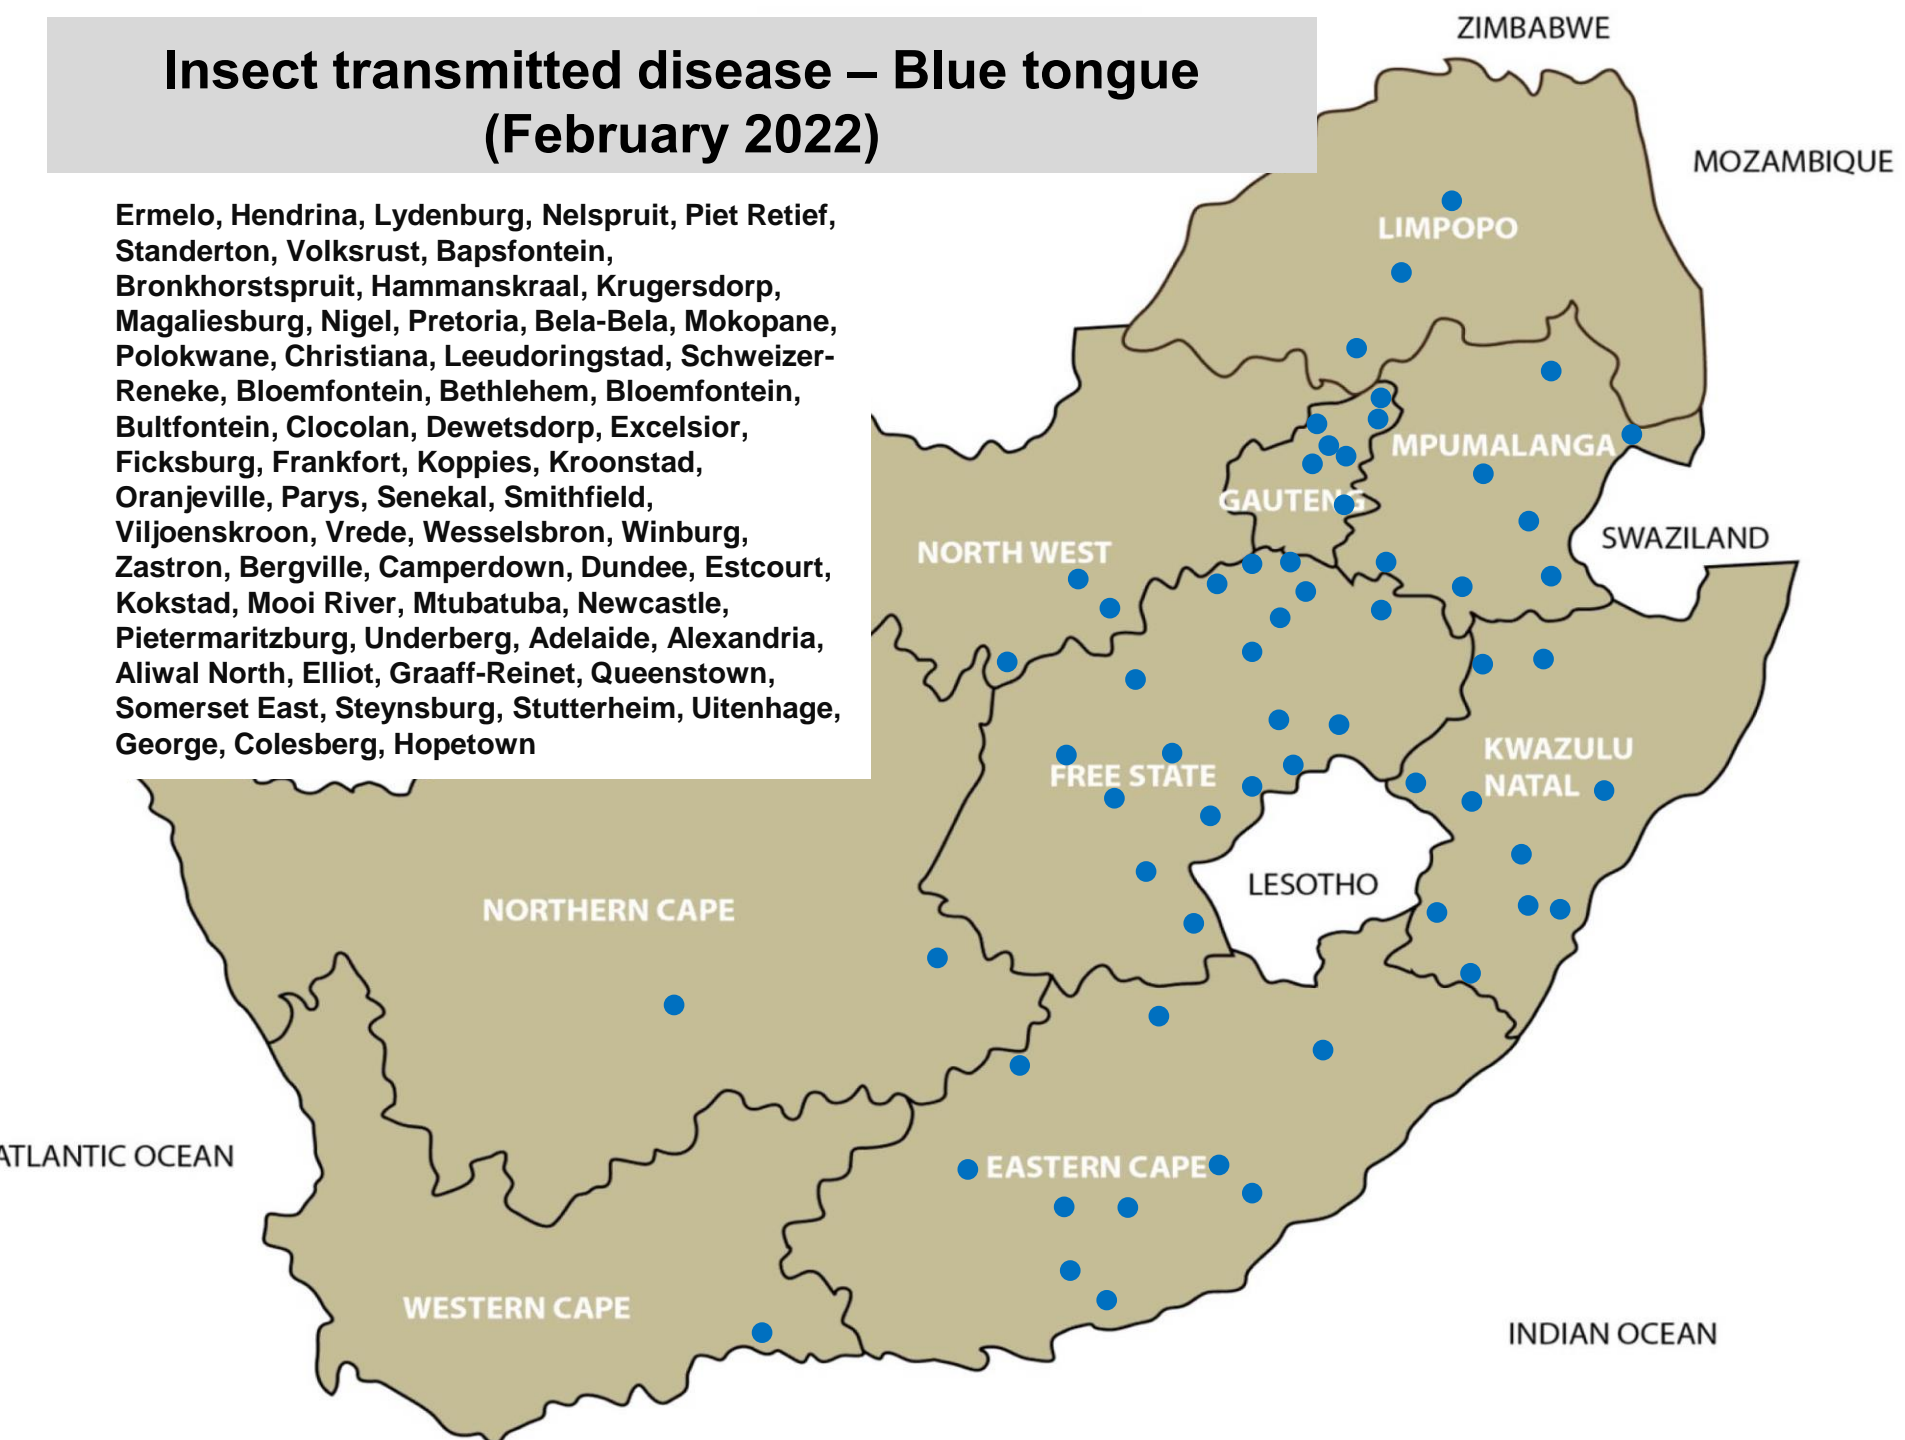 Insect transmitted disease – Blue tongue
(February 2022)
Ermelo, Hendrina, Lydenburg, Nelspruit, Piet Retief,
Standerton, Volksrust, Bapsfontein,
Bronkhorstspruit, Hammanskraal, Krugersdorp,
Magaliesburg, Nigel, Pretoria, Bela-Bela, Mokopane,
Polokwane, Christiana, Leeudoringstad, Schweizer-
Reneke, Bloemfontein, Bethlehem, Bloemfontein,
Bultfontein, Clocolan, Dewetsdorp, Excelsior,
Ficksburg, Frankfort, Koppies, Kroonstad,
Oranjeville, Parys, Senekal, Smithfield,
Viljoenskroon, Vrede, Wesselsbron, Winburg,
Zastron, Bergville, Camperdown, Dundee, Estcourt,
Kokstad, Mooi River, Mtubatuba, Newcastle,
Pietermaritzburg, Underberg, Adelaide, Alexandria,
Aliwal North, Elliot, Graaff-Reinet, Queenstown,
Somerset East, Steynsburg, Stutterheim, Uitenhage,
George, Colesberg, Hopetown
ZIMBABWE
MOZAMBIQUE
LIMPOPO
MPUMALANGA
GAUTENG
SWAZILAND
NORTH WEST
KWAZULU
NATAL
FREE STATE
LESOTHO
NORTHERN CAPE
ATLANTIC OCEAN
EASTERN CAPE
WESTERN CAPE
INDIAN OCEAN